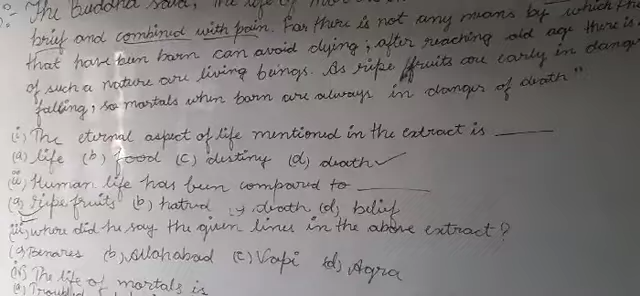 The Buddha said, the life of
brief and combined with pain. For there is not any means by which
that have been born can avoid dying; after reaching old age there is
of such a nature are living beings. As ripe fruits are early in dange
falling, so mortals when born are always in danger of death".
(i) The eternal aspect of life mentioned in the extract is
(a) life (b) food (c) destiny (d) death ✓
(ii) Human life has been compared to
(a) ripe fruits (b) hatred (c) death (d) belief
(iii) where did he say the given lines in the above extract?
(a) Benares (b) Allahabad (c) Vapi (d) Agra
(iv) The life of mortals is